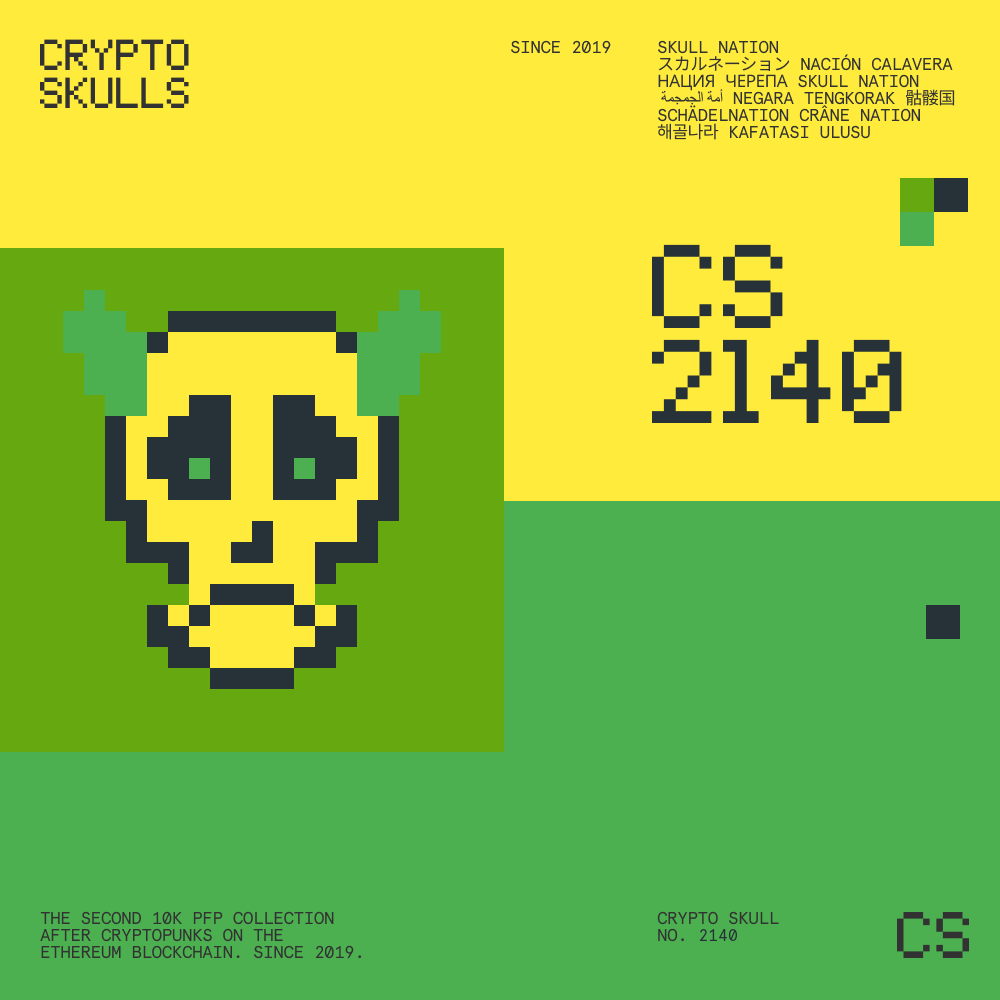 CRYPTO
SKULLS
SINCE 2019
SKULL NATION
スカルネーション NACIÓN CALAVERA
НАЦИЯ ЧЕРЕПА SKULL NATION
أمة الجمجمة NEGARA TENGKORAK 骷髅国
SCHÄDELNATION CRÂNE NATION
해골나라 KAFATASI ULUSU
CS
2140
THE SECOND 10K PFP COLLECTION
AFTER CRYPTOPUNKS ON THE
ETHEREUM BLOCKCHAIN. SINCE 2019.
CRYPTO SKULL
NO. 2140
CS